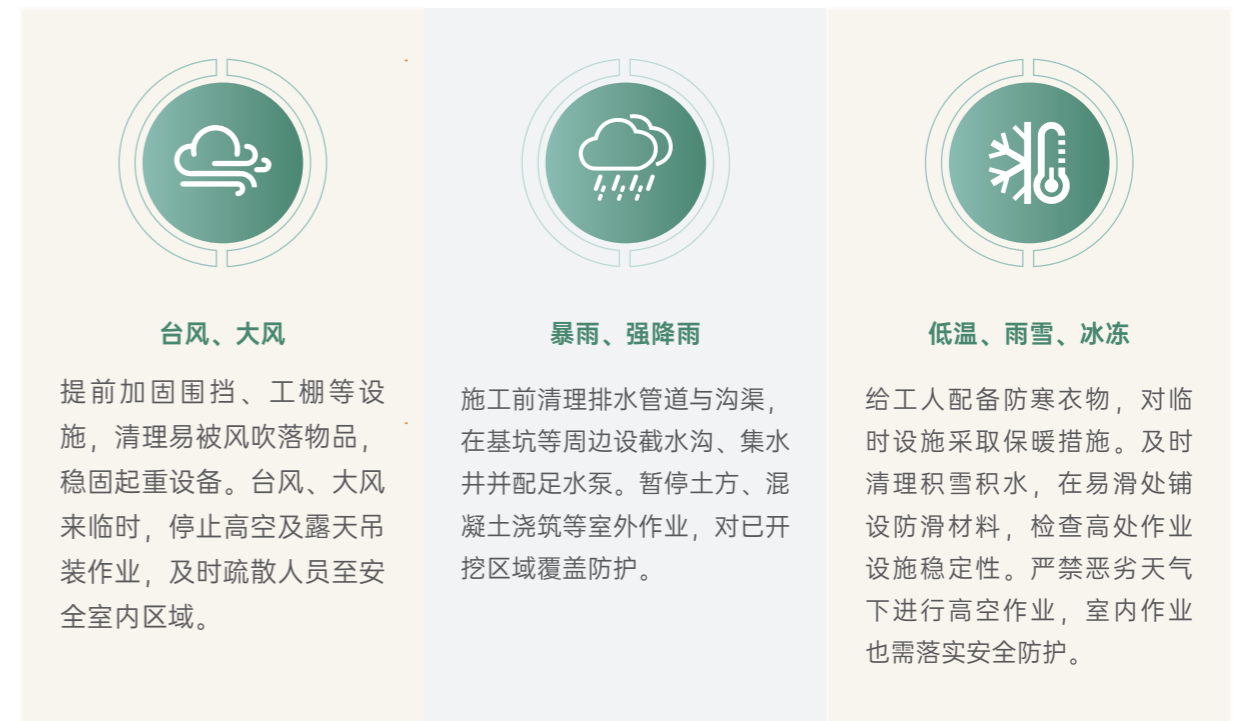 台风、大风
提前加固围挡、工棚等设
施，清理易被风吹落物品，
稳固起重设备。台风、大风
来临时，停止高空及露天吊
装作业，及时疏散人员至安
全室内区域。
暴雨、强降雨
施工前清理排水管道与沟渠，
在基坑等周边设截水沟、集水
井并配足水泵。暂停土方、混
凝土浇筑等室外作业，对已开
挖区域覆盖防护。
低温、雨雪、冰冻
给工人配备防寒衣物，对临
时设施采取保暖措施。及时
清理积雪积水，在易滑处铺
设防滑材料，检查高处作业
设施稳定性。严禁恶劣天气
下进行高空作业，室内作业
也需落实安全防护。